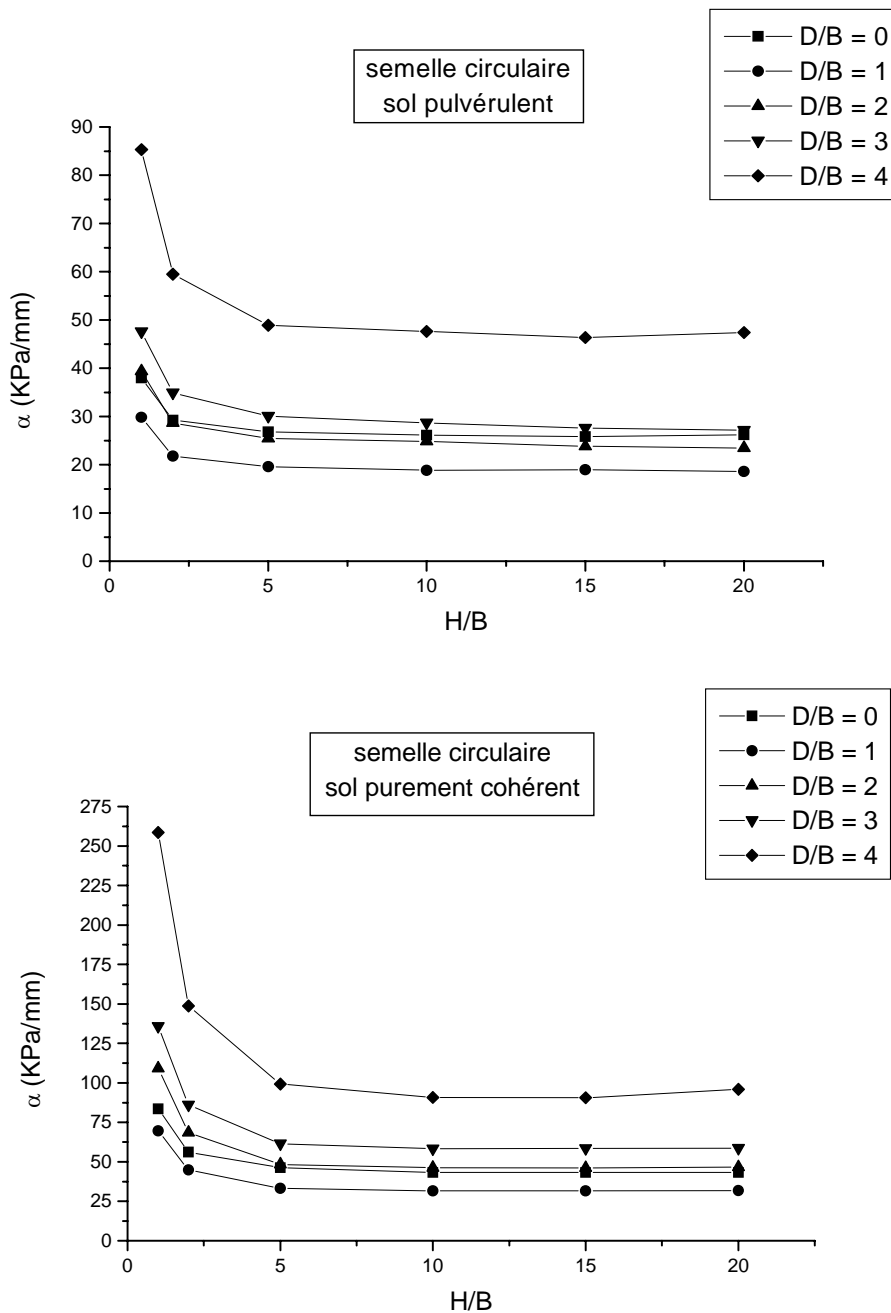 D/B = 0
D/B = 1
D/B = 2
D/B = 3
D/B = 4
semelle circulaire
sol pulvérulent
90
80
70
60
50
40
30
20
10
0
α (KPa/mm)
0 5 10 15 20
H/B
D/B = 0
D/B = 1
D/B = 2
D/B = 3
D/B = 4
semelle circulaire
sol purement cohérent
275
250
225
200
175
150
125
100
75
50
25
0
α (KPa/mm)
0 5 10 15 20
H/B